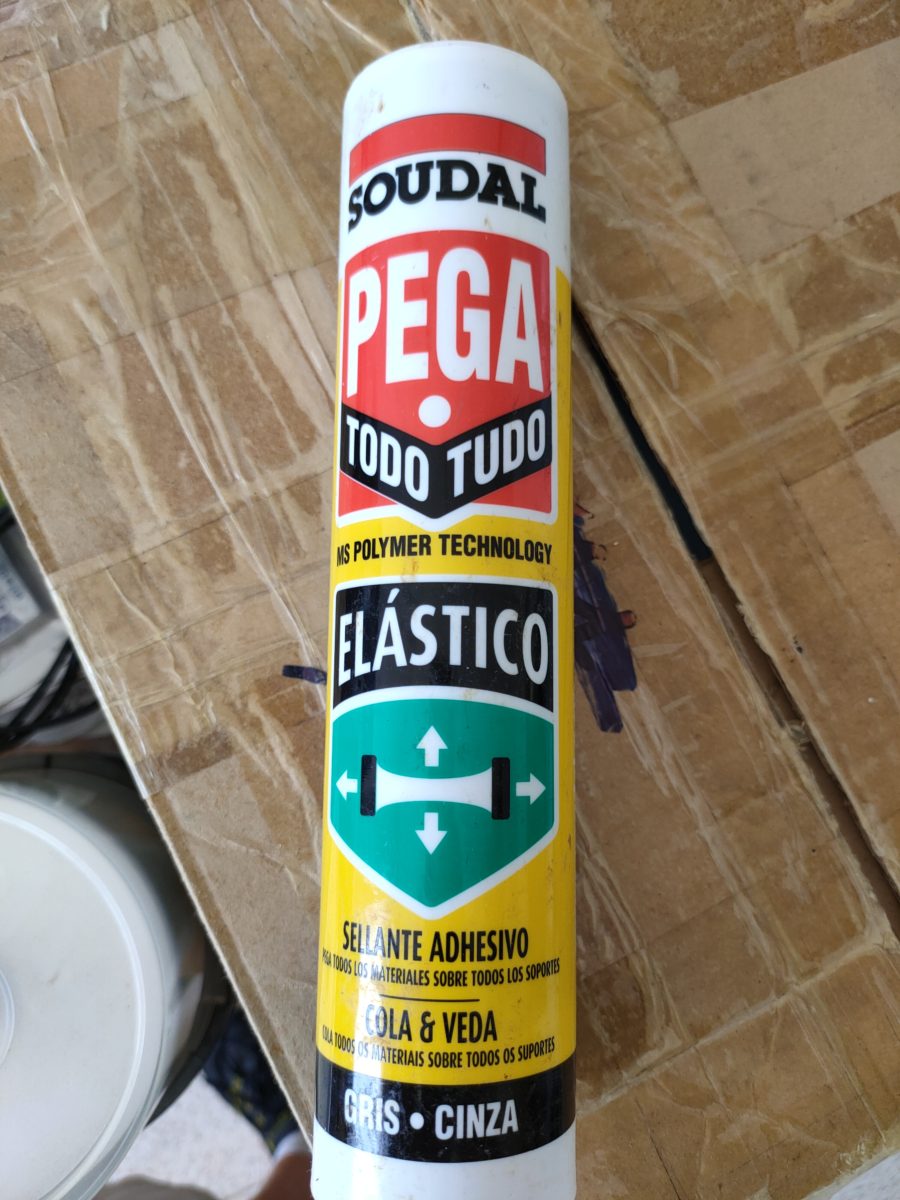 SOUDAL
PEGA
TODO TUDO
MS POLYMER TECHNOLOGY
ELÁSTICO
SELLANTE ADHESIVO
PEGA TODOS LOS MATERIALES SOBRE TODOS LOS SOPORTES
COLA & VEDA
COLA TODOS OS MATERIAIS SOBRE TODOS OS SUPORTES
GRIS • CINZA